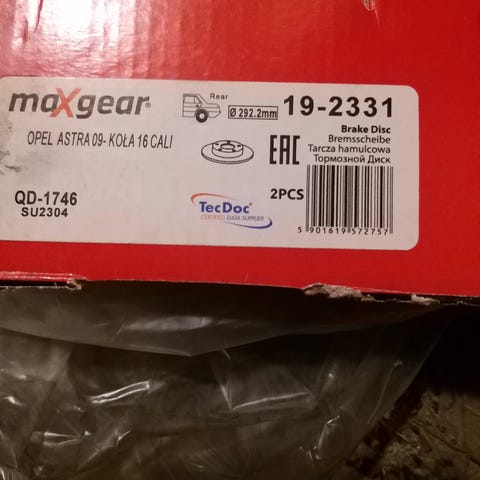 maXgear®
Rear
Ø 292.2mm
19-2331
OPEL ASTRA 09- KOŁA 16 CALI
Brake Disc
Bremsscheibe
Tarcza hamulcowa
Тормозной Диск
EAC
QD-1746
SU2304
TecDoc
CERTIFIED DATA SUPPLIER
2PCS
5 901619 572757